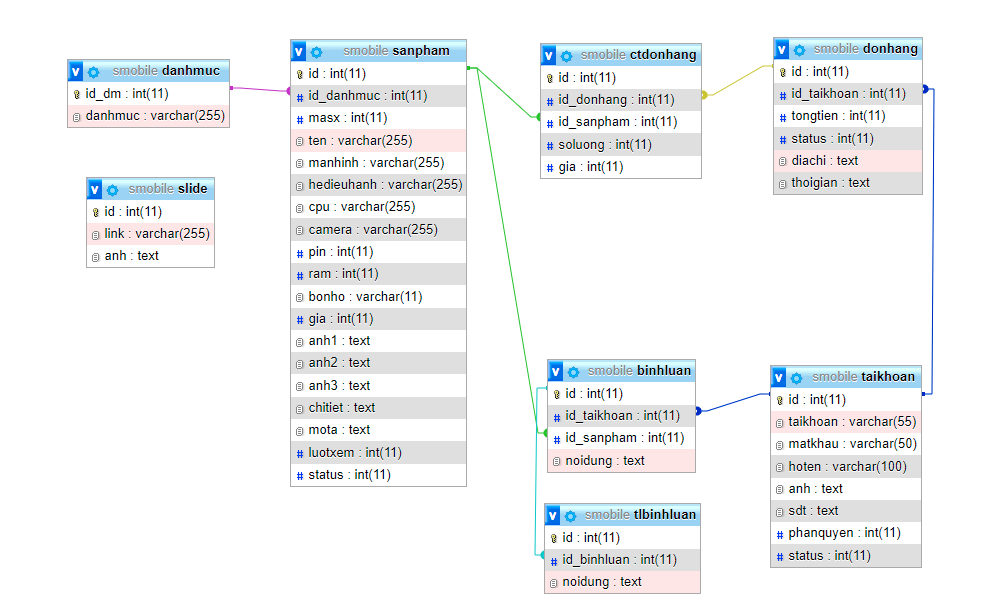 smobile danhmuc
id_dm : int(11)
danhmuc : varchar(255)
smobile slide
id : int(11)
link : varchar(255)
anh : text
smobile sanpham
id : int(11)
id_danhmuc : int(11)
masx : int(11)
ten : varchar(255)
manhinh : varchar(255)
hedieuhanh : varchar(255)
cpu : varchar(255)
camera : varchar(255)
pin : int(11)
ram : int(11)
bonho : varchar(11)
gia : int(11)
anh1 : text
anh2 : text
anh3 : text
chitiet : text
mota : text
luotxem : int(11)
status : int(11)
smobile ctdonhang
id : int(11)
id_donhang : int(11)
id_sanpham : int(11)
soluong : int(11)
gia : int(11)
smobile donhang
id : int(11)
id_taikhoan : int(11)
tongtien : int(11)
status : int(11)
diachi : text
thoigian : text
smobile binhluan
id : int(11)
id_taikhoan : int(11)
id_sanpham : int(11)
noidung : text
smobile tlbinhluan
id : int(11)
id_binhluan : int(11)
noidung : text
smobile taikhoan
id : int(11)
taikhoan : varchar(55)
matkhau : varchar(50)
hoten : varchar(100)
anh : text
sdt : text
phanquyen : int(11)
status : int(11)